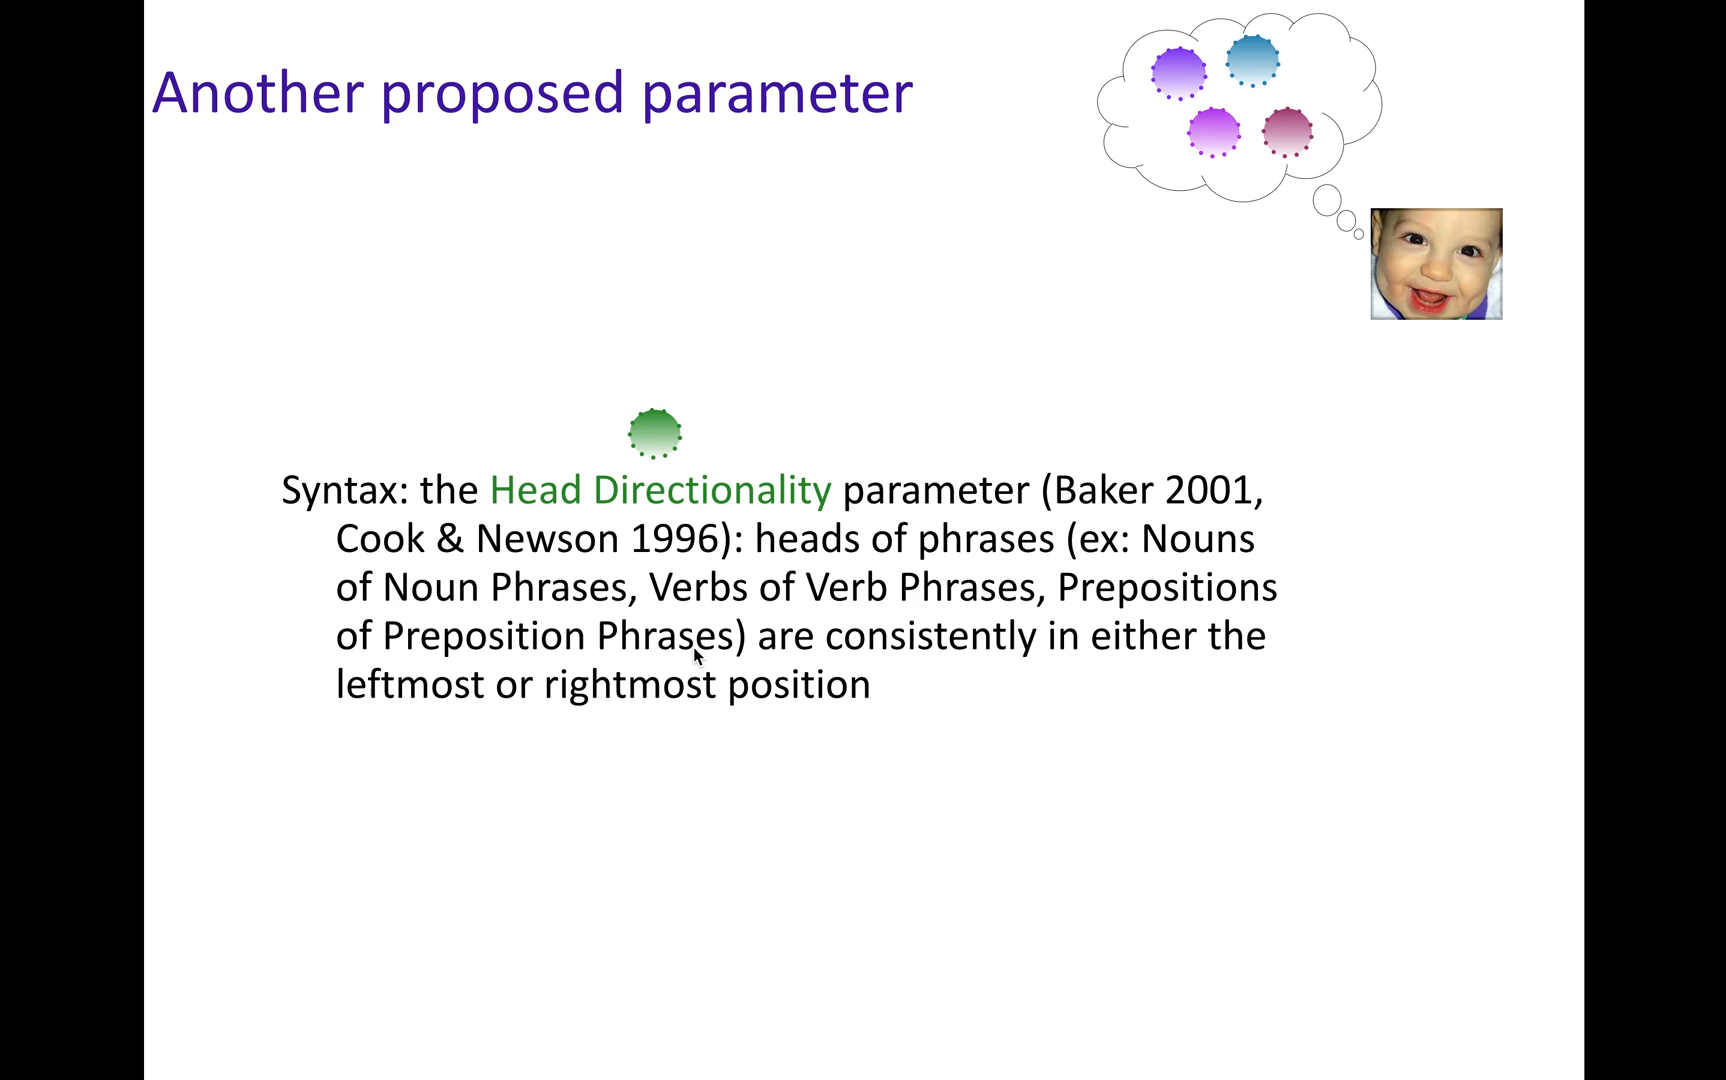 Another proposed parameter
Syntax: the Head Directionality parameter (Baker 2001,
Cook & Newson 1996): heads of phrases (ex: Nouns
of Noun Phrases, Verbs of Verb Phrases, Prepositions
of Preposition Phrases) are consistently in either the
leftmost or rightmost position